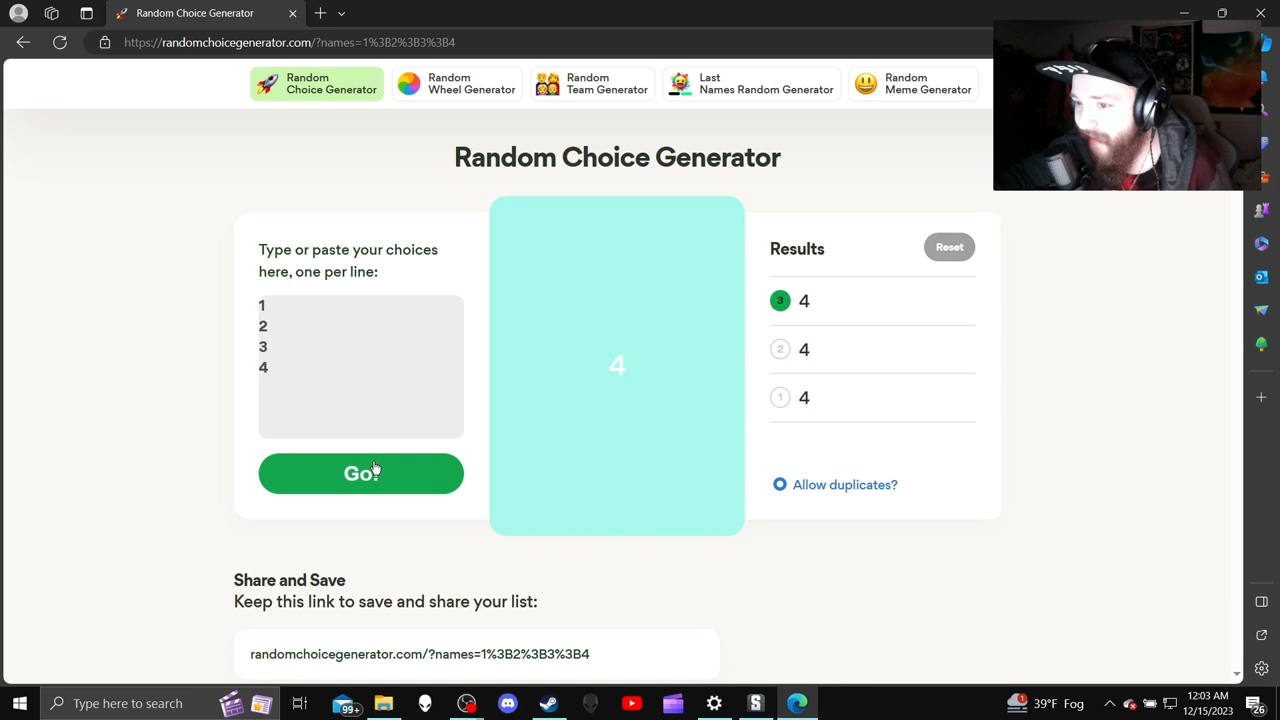 Random Choice Generator
https://randomchoicegenerator.com/?names=1%3B2%3B3%3B4
Random
Choice Generator
Random
Wheel Generator
Random
Team Generator
Last
Names Random Generator
Random
Meme Generator
Random Choice Generator
Type or paste your choices
here, one per line:
1
2
3
4
Go!
4
Results
Reset
3 4
2 4
1 4
Allow duplicates?
Share and Save
Keep this link to save and share your list:
randomchoicegenerator.com/?names=1%3B2%3B3%3B4
Type here to search
99+
39°F Fog
12:03 AM
12/15/2023
26